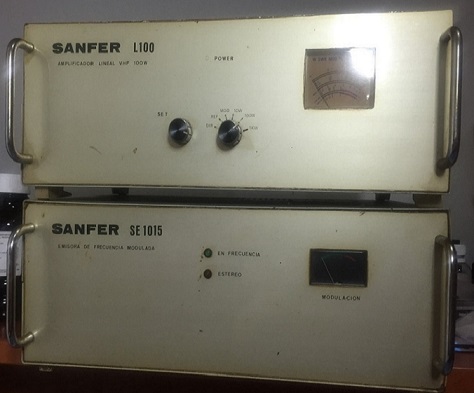 SANFER L100
AMPLIFICADOR LINEAL VHF 100W
POWER
SET
SANFER SE1015
EMISORA DE FRECUENCIA MODULADA
EN FRECUENCIA
ESTEREO
MODULACION